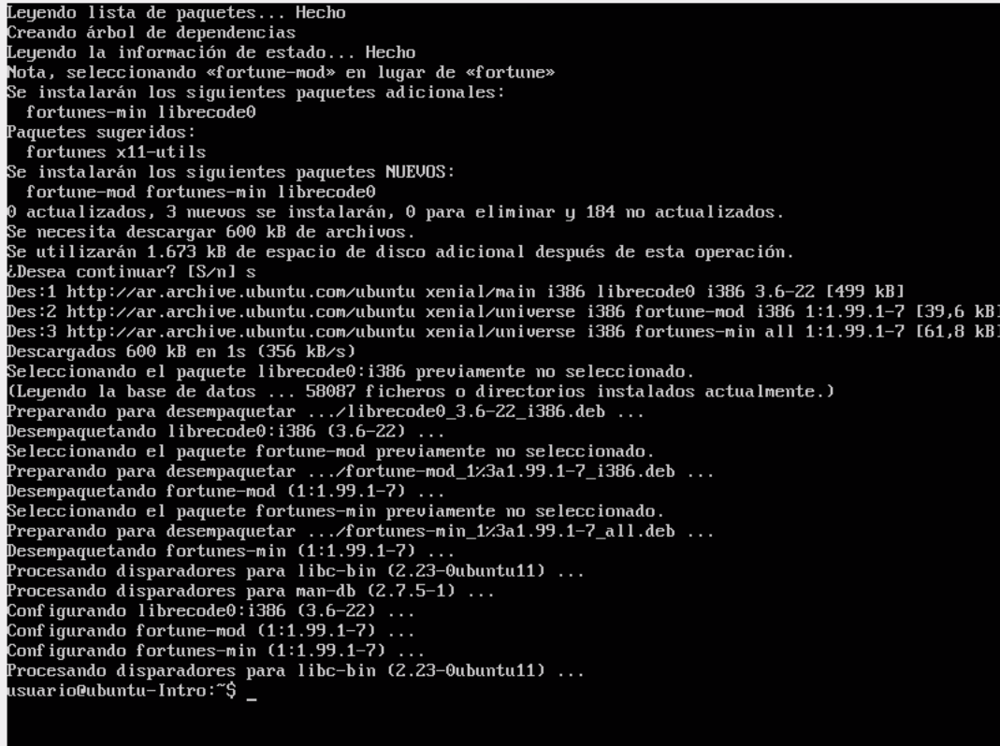 Leyendo lista de paquetes... Hecho
Creando árbol de dependencias
Leyendo la información de estado... Hecho
Nota, seleccionando «fortune-mod» en lugar de «fortune»
Se instalarán los siguientes paquetes adicionales:
  fortunes-min librecode0
Paquetes sugeridos:
  fortunes x11-utils
Se instalarán los siguientes paquetes NUEVOS:
  fortune-mod fortunes-min librecode0
0 actualizados, 3 nuevos se instalarán, 0 para eliminar y 184 no actualizados.
Se necesita descargar 600 kB de archivos.
Se utilizarán 1.673 kB de espacio de disco adicional después de esta operación.
¿Desea continuar? [S/n] s
Des:1 http://ar.archive.ubuntu.com/ubuntu xenial/main i386 librecode0 i386 3.6-22 [499 kB]
Des:2 http://ar.archive.ubuntu.com/ubuntu xenial/universe i386 fortune-mod i386 1:1.99.1-7 [39,6 kB]
Des:3 http://ar.archive.ubuntu.com/ubuntu xenial/universe i386 fortunes-min all 1:1.99.1-7 [61,8 kB]
Descargados 600 kB en 1s (356 kB/s)
Seleccionando el paquete librecode0:i386 previamente no seleccionado.
(Leyendo la base de datos ... 58087 ficheros o directorios instalados actualmente.)
Preparando para desempaquetar .../librecode0_3.6-22_i386.deb ...
Desempaquetando librecode0:i386 (3.6-22) ...
Seleccionando el paquete fortune-mod previamente no seleccionado.
Preparando para desempaquetar .../fortune-mod_1%3a1.99.1-7_i386.deb ...
Desempaquetando fortune-mod (1:1.99.1-7) ...
Seleccionando el paquete fortunes-min previamente no seleccionado.
Preparando para desempaquetar .../fortunes-min_1%3a1.99.1-7_all.deb ...
Desempaquetando fortunes-min (1:1.99.1-7) ...
Procesando disparadores para libc-bin (2.23-0ubuntu11) ...
Procesando disparadores para man-db (2.7.5-1) ...
Configurando librecode0:i386 (3.6-22) ...
Configurando fortune-mod (1:1.99.1-7) ...
Configurando fortunes-min (1:1.99.1-7) ...
Procesando disparadores para libc-bin (2.23-0ubuntu11) ...
usuario@ubuntu-Intro:~$ _